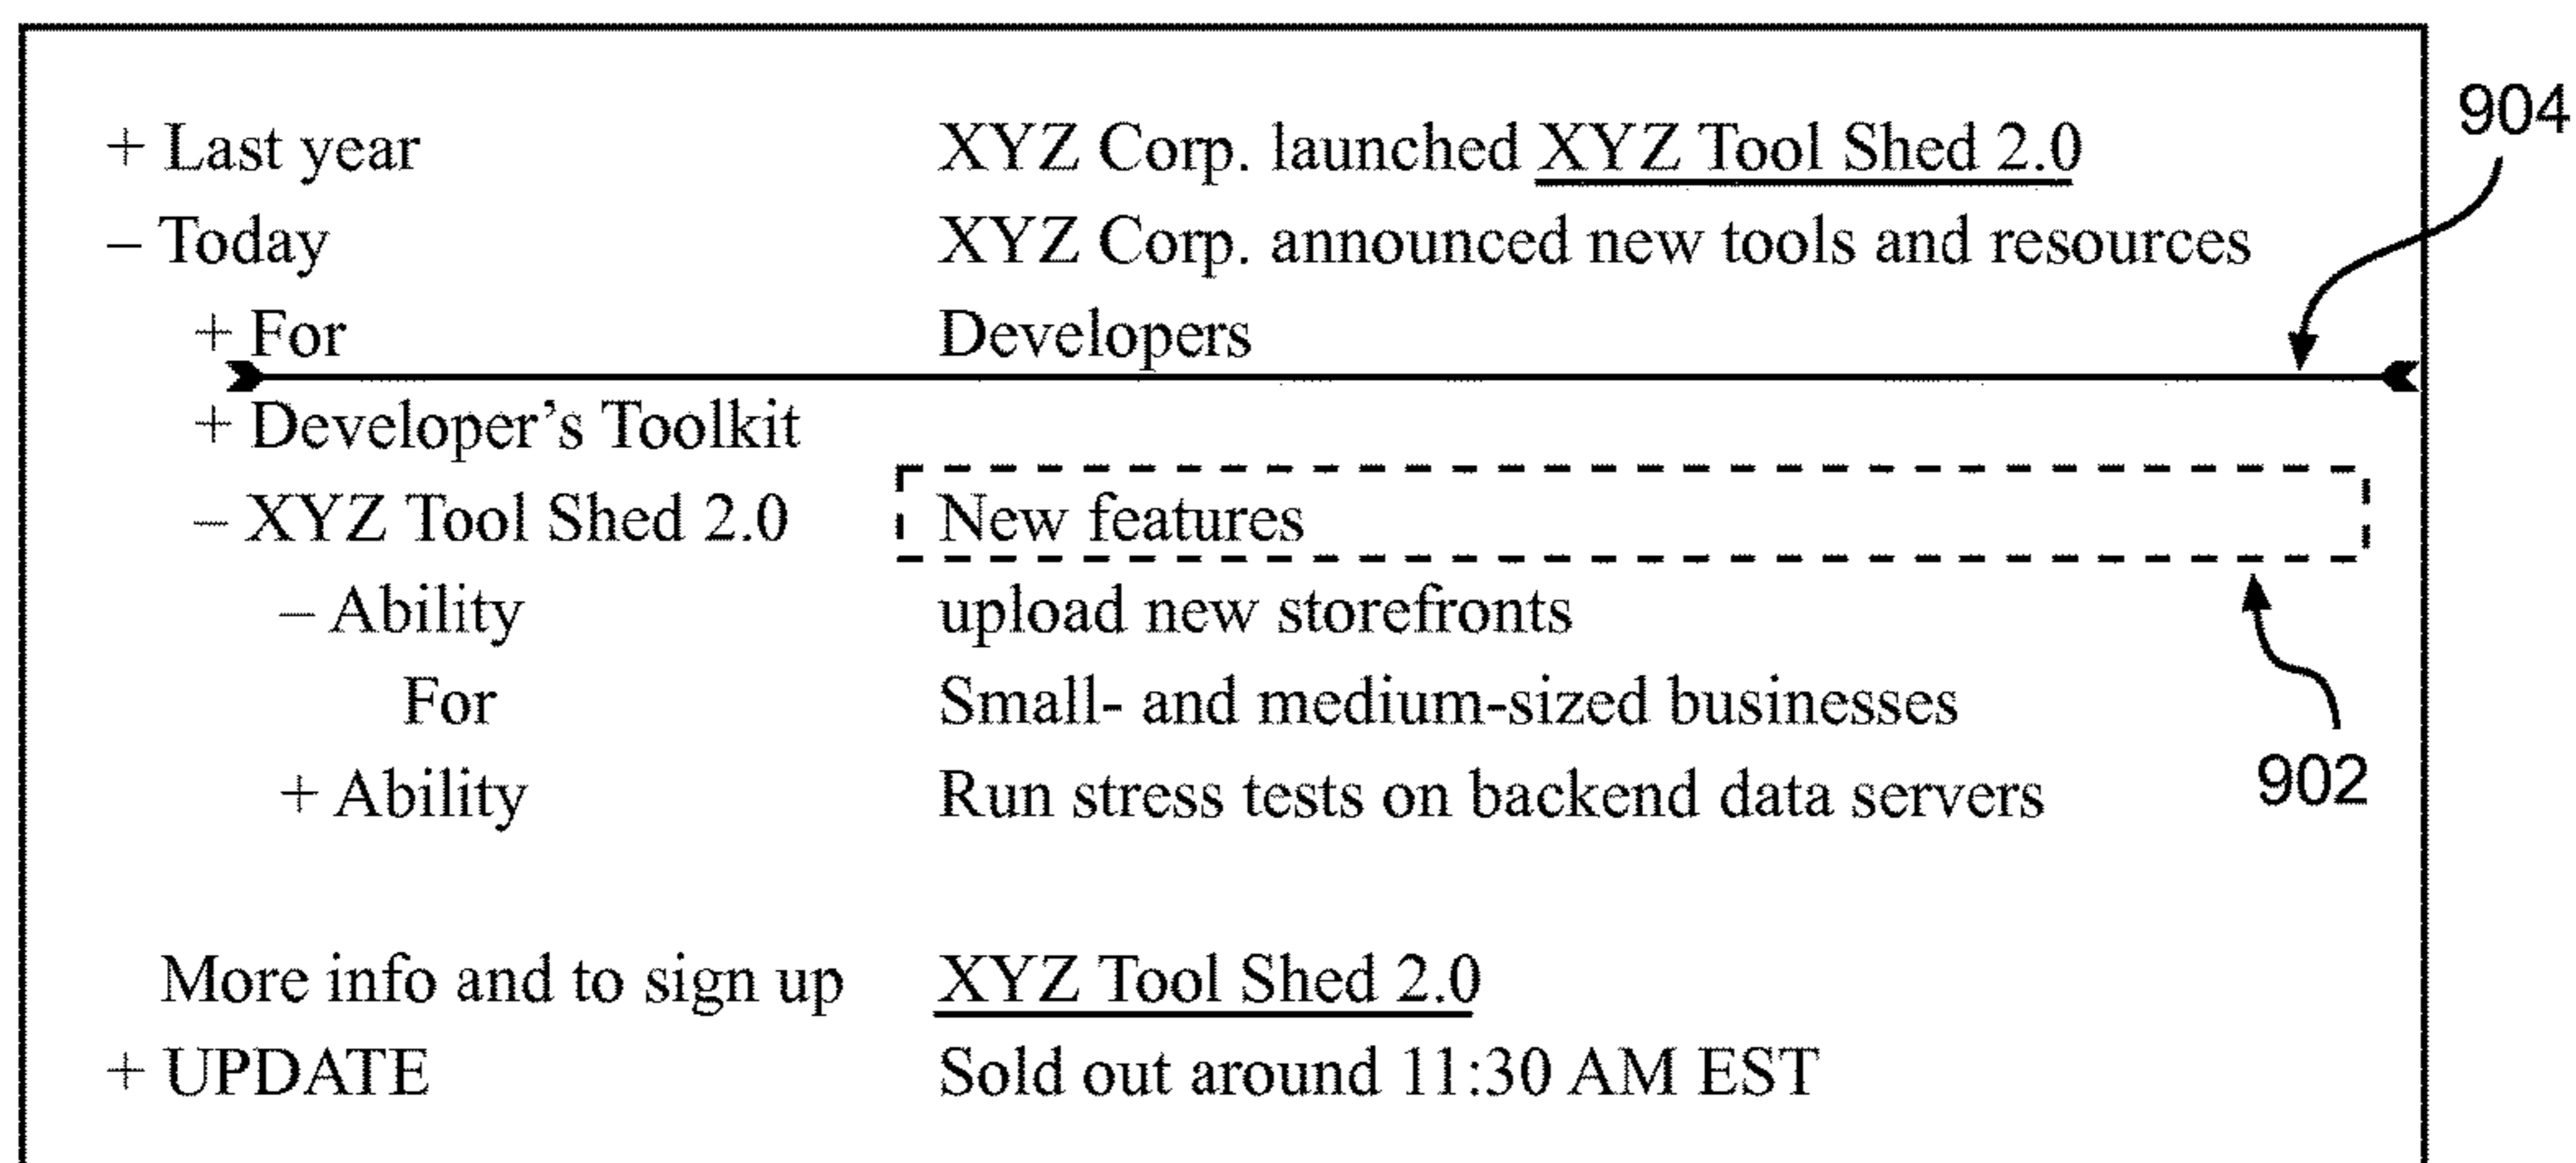 904
+ Last year XYZ Corp. launched XYZ Tool Shed 2.0
– Today XYZ Corp. announced new tools and resources
+ For Developers
+ Developer’s Toolkit
– XYZ Tool Shed 2.0 New features
– Ability upload new storefronts
For Small- and medium-sized businesses
902
+ Ability Run stress tests on backend data servers
More info and to sign up XYZ Tool Shed 2.0
+ UPDATE Sold out around 11:30 AM EST